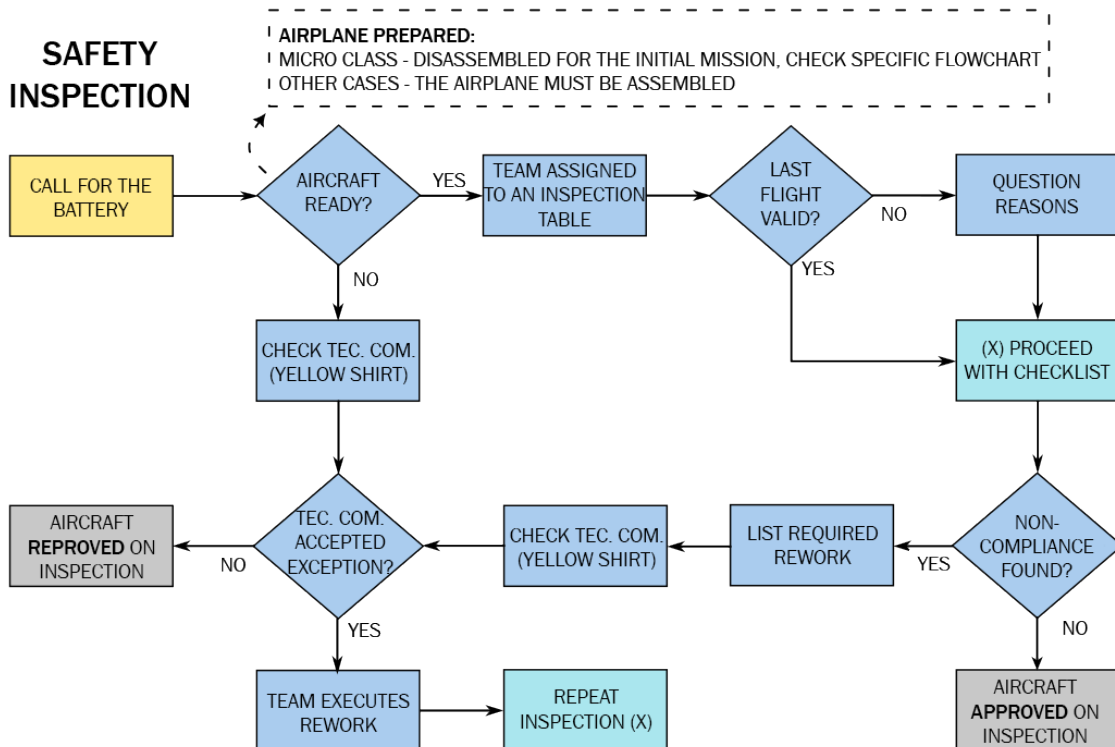 SAFETY
INSPECTION
AIRPLANE PREPARED:
MICRO CLASS - DISASSEMBLED FOR THE INITIAL MISSION, CHECK SPECIFIC FLOWCHART
OTHER CASES - THE AIRPLANE MUST BE ASSEMBLED
CALL FOR THE
BATTERY
AIRCRAFT
READY?
YES
TEAM ASSIGNED
TO AN INSPECTION
TABLE
LAST
FLIGHT
VALID?
NO
QUESTION
REASONS
NO
YES
CHECK TEC. COM.
(YELLOW SHIRT)
(X) PROCEED
WITH CHECKLIST
AIRCRAFT
REPROVED ON
INSPECTION
NO
TEC. COM.
ACCEPTED
EXCEPTION?
CHECK TEC. COM.
(YELLOW SHIRT)
LIST REQUIRED
REWORK
YES
NON-
COMPLIANCE
FOUND?
YES
NO
TEAM EXECUTES
REWORK
REPEAT
INSPECTION (X)
AIRCRAFT
APPROVED ON
INSPECTION